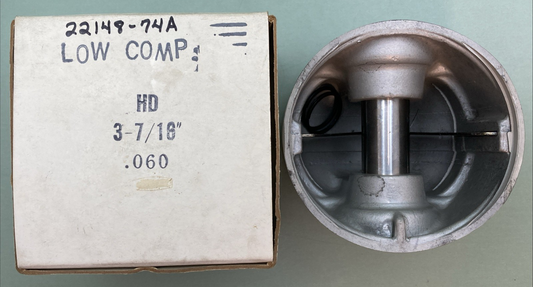 22148-74A
LOW COMP.
HD
3-7/16"
.060